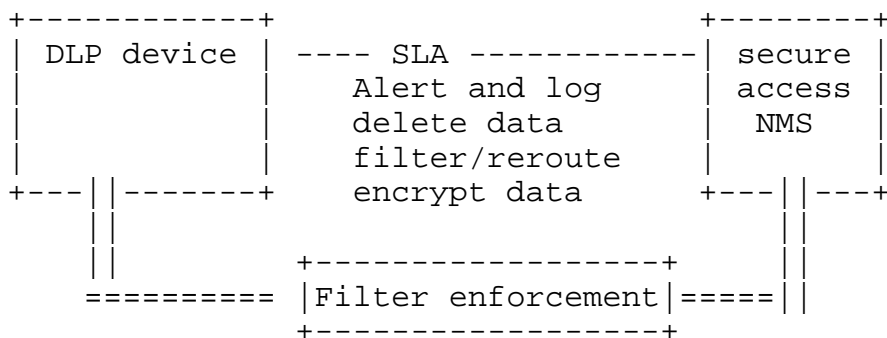 DLP device ---- SLA ----------- secure
Alert and log access
delete data NMS
filter/reroute
encrypt data
Filter enforcement